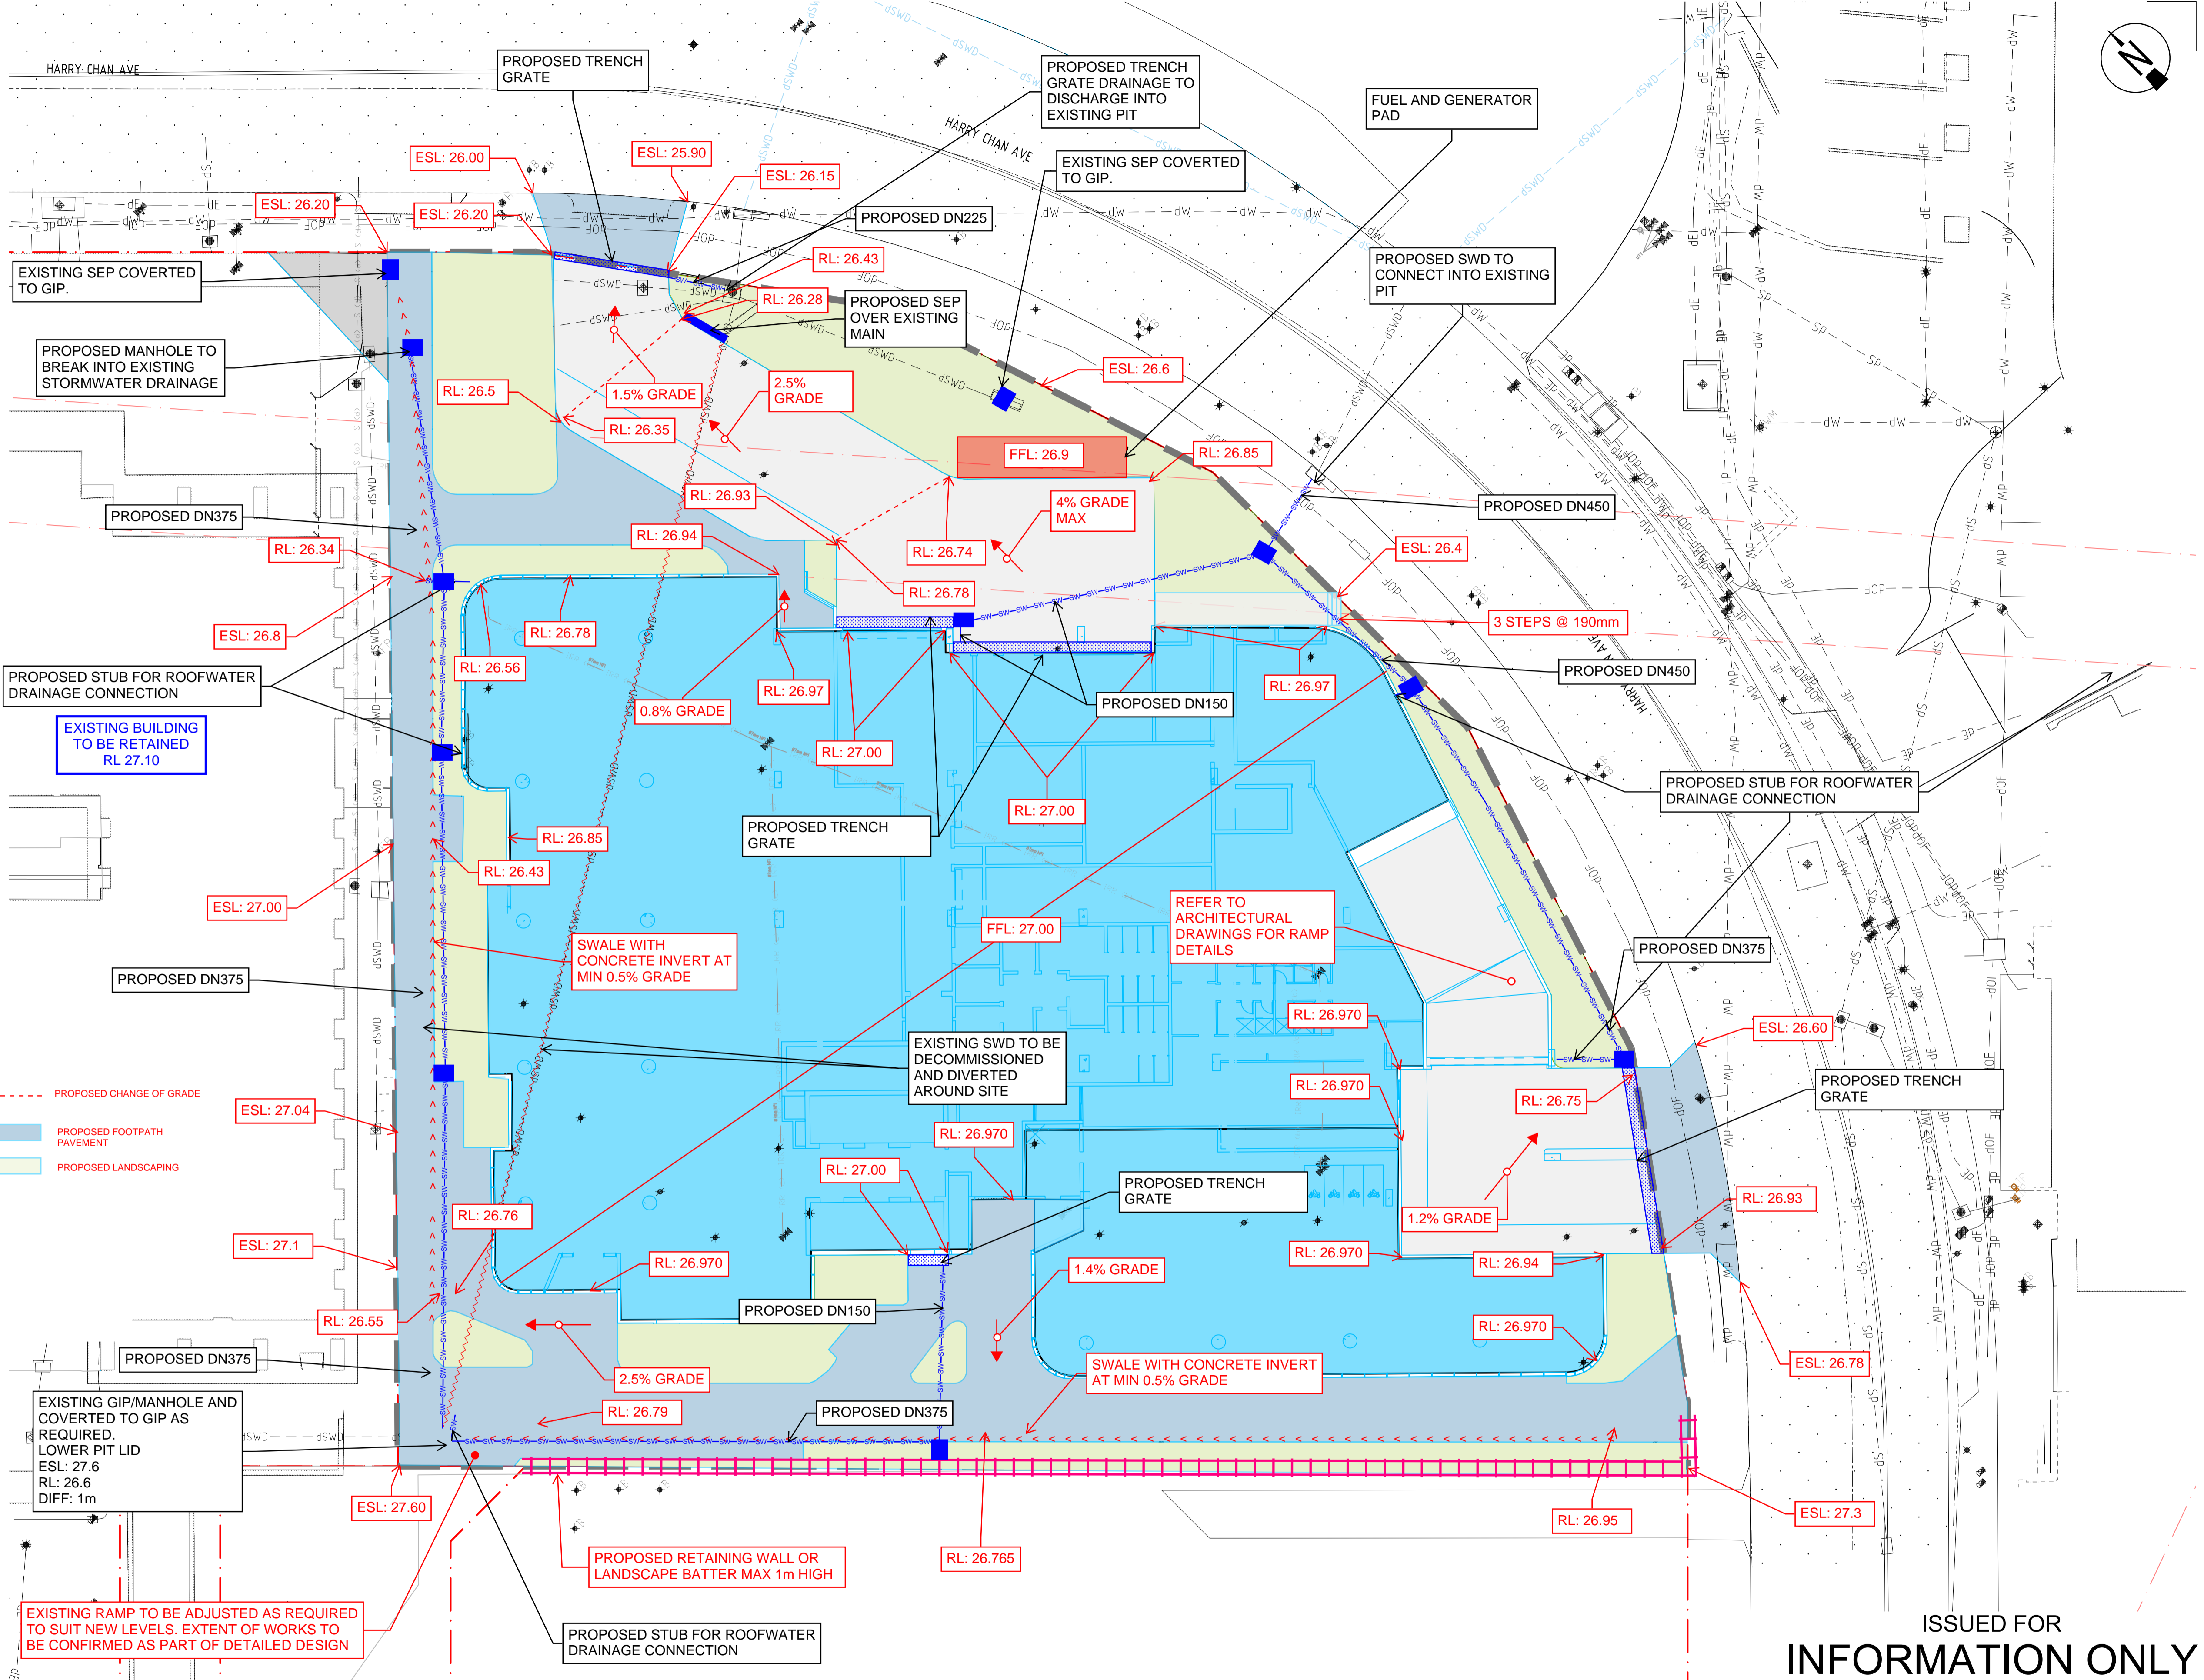 HARRY CHAN AVE
PROPOSED TRENCH
GRATE
PROPOSED TRENCH
GRATE DRAINAGE TO
DISCHARGE INTO
EXISTING PIT
FUEL AND GENERATOR
PAD
N
HARRY CHAN AVE
ESL: 26.00
ESL: 25.90
ESL: 26.15
EXISTING SEP COVERTED
TO GIP.
ESL: 26.20
ESL: 26.20
PROPOSED DN225
EXISTING SEP COVERTED
TO GIP.
RL: 26.43
PROPOSED SWD TO
CONNECT INTO EXISTING
PIT
RL: 26.28
PROPOSED SEP
OVER EXISTING
MAIN
PROPOSED MANHOLE TO
BREAK INTO EXISTING
STORMWATER DRAINAGE
RL: 26.5
1.5% GRADE
2.5%
GRADE
ESL: 26.6
RL: 26.35
FFL: 26.9
RL: 26.85
RL: 26.93
4% GRADE
MAX
PROPOSED DN450
PROPOSED DN375
RL: 26.34
RL: 26.94
RL: 26.74
ESL: 26.4
RL: 26.78
ESL: 26.8
RL: 26.78
3 STEPS @ 190mm
RL: 26.56
PROPOSED STUB FOR ROOFWATER
DRAINAGE CONNECTION
RL: 26.97
RL: 26.97
PROPOSED DN450
0.8% GRADE
PROPOSED DN150
EXISTING BUILDING
TO BE RETAINED
RL 27.10
RL: 27.00
PROPOSED STUB FOR ROOFWATER
DRAINAGE CONNECTION
RL: 27.00
RL: 26.85
PROPOSED TRENCH
GRATE
RL: 26.43
ESL: 27.00
REFER TO
ARCHITECTURAL
DRAWINGS FOR RAMP
DETAILS
FFL: 27.00
SWALE WITH
CONCRETE INVERT AT
MIN 0.5% GRADE
PROPOSED DN375
PROPOSED DN375
RL: 26.970
ESL: 26.60
EXISTING SWD TO BE
DECOMMISSIONED
AND DIVERTED
AROUND SITE
RL: 26.970
RL: 26.75
PROPOSED TRENCH
GRATE
PROPOSED CHANGE OF GRADE
ESL: 27.04
PROPOSED FOOTPATH
PAVEMENT
RL: 26.970
PROPOSED LANDSCAPING
RL: 27.00
PROPOSED TRENCH
GRATE
RL: 26.93
RL: 26.76
1.2% GRADE
ESL: 27.1
RL: 26.970
RL: 26.970
RL: 26.94
1.4% GRADE
RL: 26.55
PROPOSED DN150
RL: 26.970
PROPOSED DN375
SWALE WITH CONCRETE INVERT
AT MIN 0.5% GRADE
ESL: 26.78
2.5% GRADE
EXISTING GIP/MANHOLE AND
COVERTED TO GIP AS
REQUIRED.
LOWER PIT LID
ESL: 27.6
RL: 26.6
DIFF: 1m
RL: 26.79
PROPOSED DN375
ESL: 27.60
RL: 26.95
ESL: 27.3
PROPOSED RETAINING WALL OR
LANDSCAPE BATTER MAX 1m HIGH
RL: 26.765
EXISTING RAMP TO BE ADJUSTED AS REQUIRED
TO SUIT NEW LEVELS. EXTENT OF WORKS TO
BE CONFIRMED AS PART OF DETAILED DESIGN
PROPOSED STUB FOR ROOFWATER
DRAINAGE CONNECTION
ISSUED FOR
INFORMATION ONLY